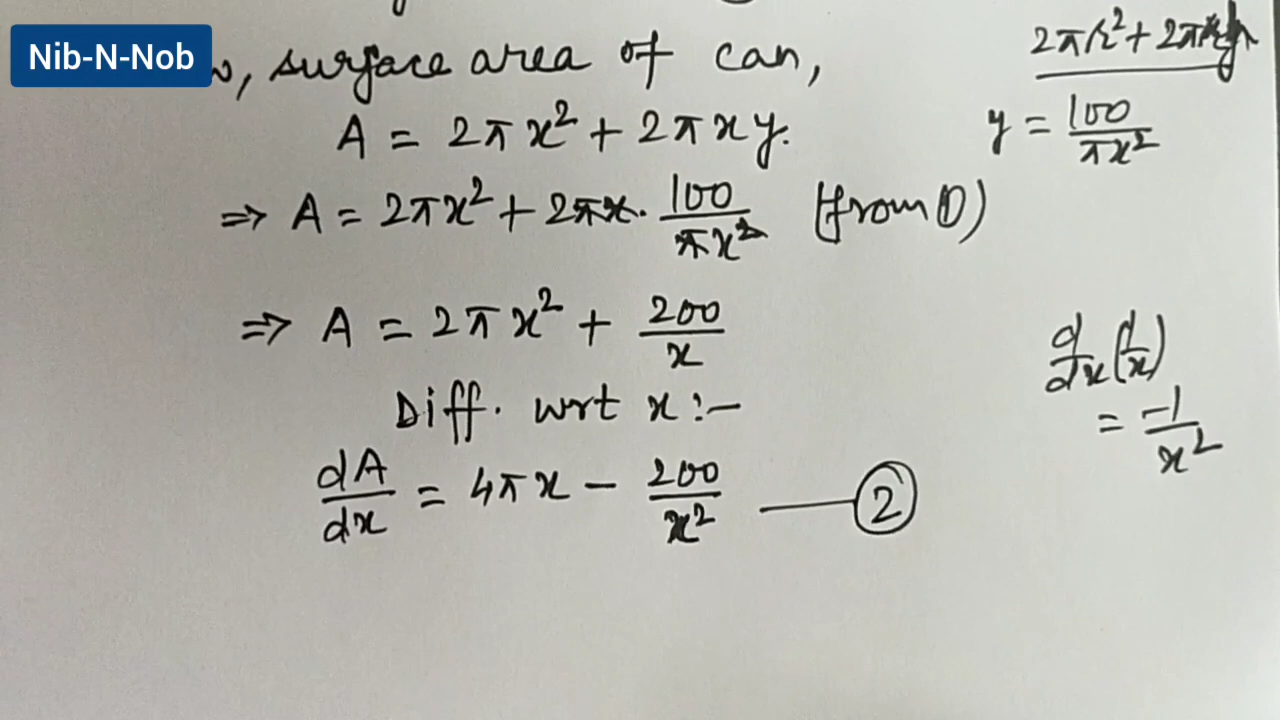 Nib-N-Nob
, surface area of can,
A = 2πx² + 2πxy.
⇒ A = 2πx² + 2πx · 100/πx² (from ①)
⇒ A = 2πx² + 200/x
Diff. wrt x :–
dA/dx = 4πx – 200/x² —— ②
2πr² + 2π
y = 100/πx²
d/dx (1/x)
= –1/x²